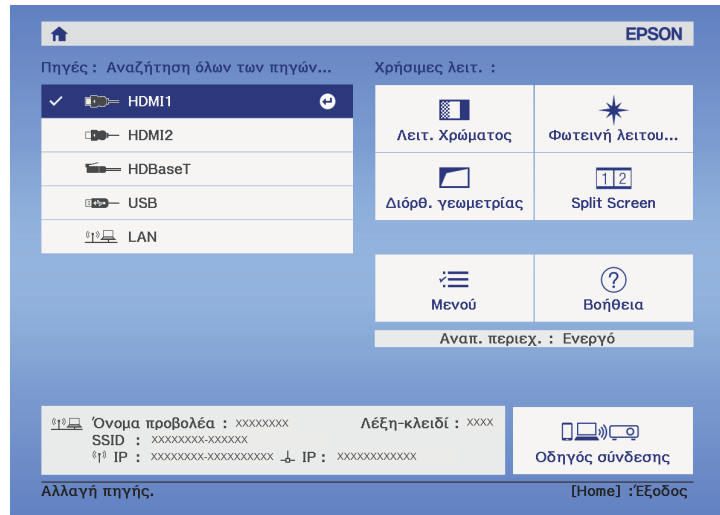 EPSON
Πηγές : Αναζήτηση όλων των πηγών...
HDMI1
HDMI2
HDBaseT
USB
LAN
Χρήσιμες λειτ. :
Λειτ. Χρώματος
Φωτεινή λειτου...
Διόρθ. γεωμετρίας
1 2
Split Screen
Μενού
?
Βοήθεια
Αναπ. περιεχ. : Ενεργό
Όνομα προβολέα : xxxxxxxx Λέξη-κλειδί : xxxx
SSID : xxxxxxxx-xxxxxx
IP : xxxxxxxx-xxxxxxxxxx IP : xxxxxxxxxxxx
Οδηγός σύνδεσης
Αλλαγή πηγής. [Home] :Έξοδος